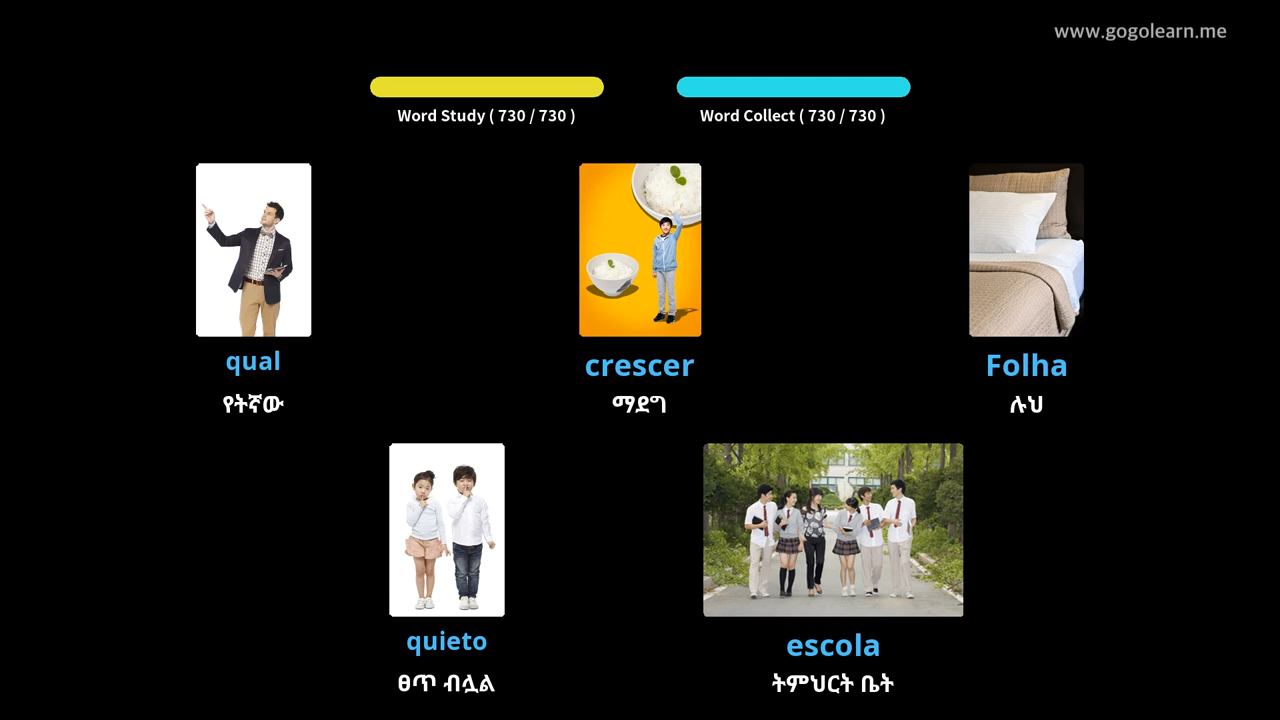 www.gogolearn.me
Word Study ( 730 / 730 )
Word Collect ( 730 / 730 )
qual
የትኛው
crescer
ማደግ
Folha
ሉህ
quieto
ፀጥ ብሏል
escola
ትምህርት ቤት